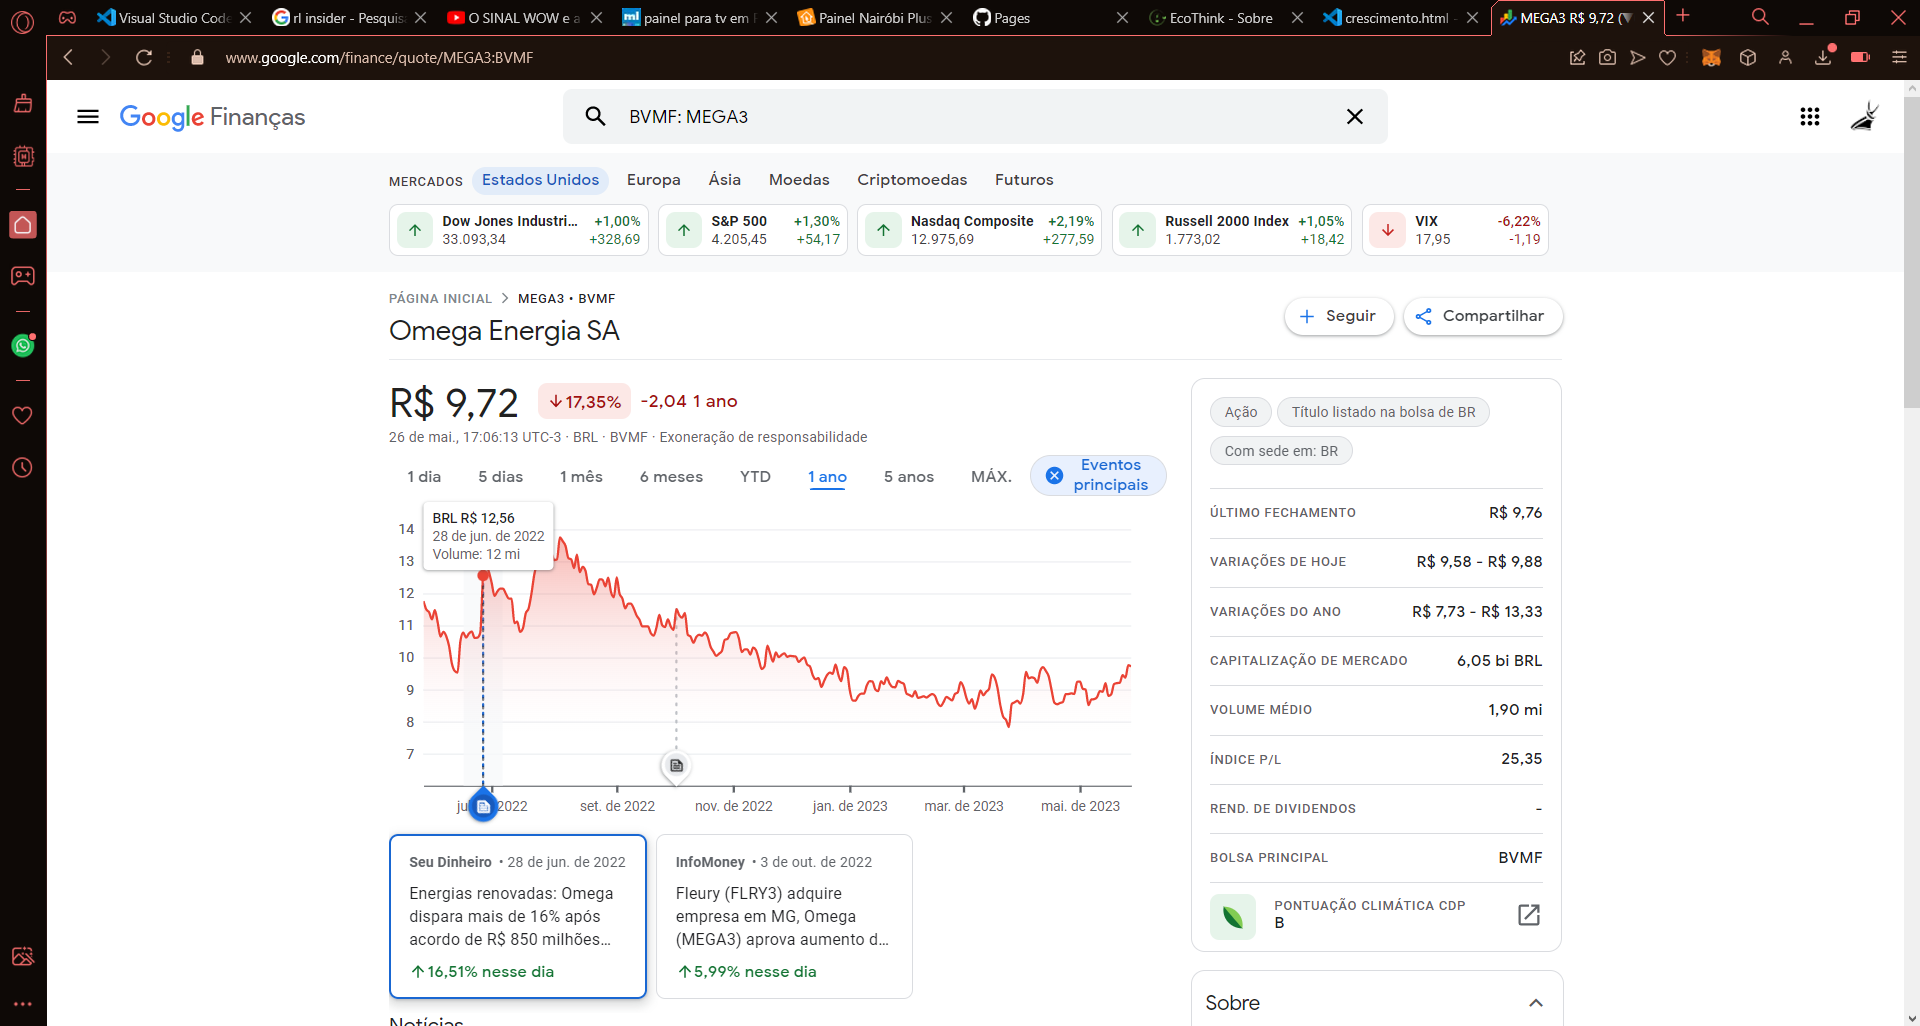 Visual Studio Code
rl insider - Pesquis
O SINAL WOW e a
ml painel para tv em
Painel Nairóbi Plus
Pages
EcoThink - Sobre
crescimento.html -
MEGA3 R$ 9,72 (▼
www.google.com/finance/quote/MEGA3:BVMF
Google Finanças
BVMF: MEGA3
MERCADOS Estados Unidos Europa Ásia Moedas Criptomoedas Futuros
Dow Jones Industri... +1,00%
33.093,34 +328,69
S&P 500 +1,30%
4.205,45 +54,17
Nasdaq Composite +2,19%
12.975,69 +277,59
Russell 2000 Index +1,05%
1.773,02 +18,42
VIX -6,22%
17,95 -1,19
PÁGINA INICIAL > MEGA3 • BVMF
Omega Energia SA
Seguir
Compartilhar
R$ 9,72 ↓17,35% -2,04 1 ano
26 de mai., 17:06:13 UTC-3 · BRL · BVMF · Exoneração de responsabilidade
1 dia 5 dias 1 mês 6 meses YTD 1 ano 5 anos MÁX.
Eventos
principais
BRL R$ 12,56
28 de jun. de 2022
Volume: 12 mi
14
13
12
11
10
9
8
7
ju 2022 set. de 2022 nov. de 2022 jan. de 2023 mar. de 2023 mai. de 2023
Seu Dinheiro • 28 de jun. de 2022
Energias renovadas: Omega
dispara mais de 16% após
acordo de R$ 850 milhões...
↑16,51% nesse dia
InfoMoney • 3 de out. de 2022
Fleury (FLRY3) adquire
empresa em MG, Omega
(MEGA3) aprova aumento d...
↑5,99% nesse dia
Notícias
Ação
Título listado na bolsa de BR
Com sede em: BR
ÚLTIMO FECHAMENTO R$ 9,76
VARIAÇÕES DE HOJE R$ 9,58 - R$ 9,88
VARIAÇÕES DO ANO R$ 7,73 - R$ 13,33
CAPITALIZAÇÃO DE MERCADO 6,05 bi BRL
VOLUME MÉDIO 1,90 mi
ÍNDICE P/L 25,35
REND. DE DIVIDENDOS -
BOLSA PRINCIPAL BVMF
PONTUAÇÃO CLIMÁTICA CDP
B
Sobre